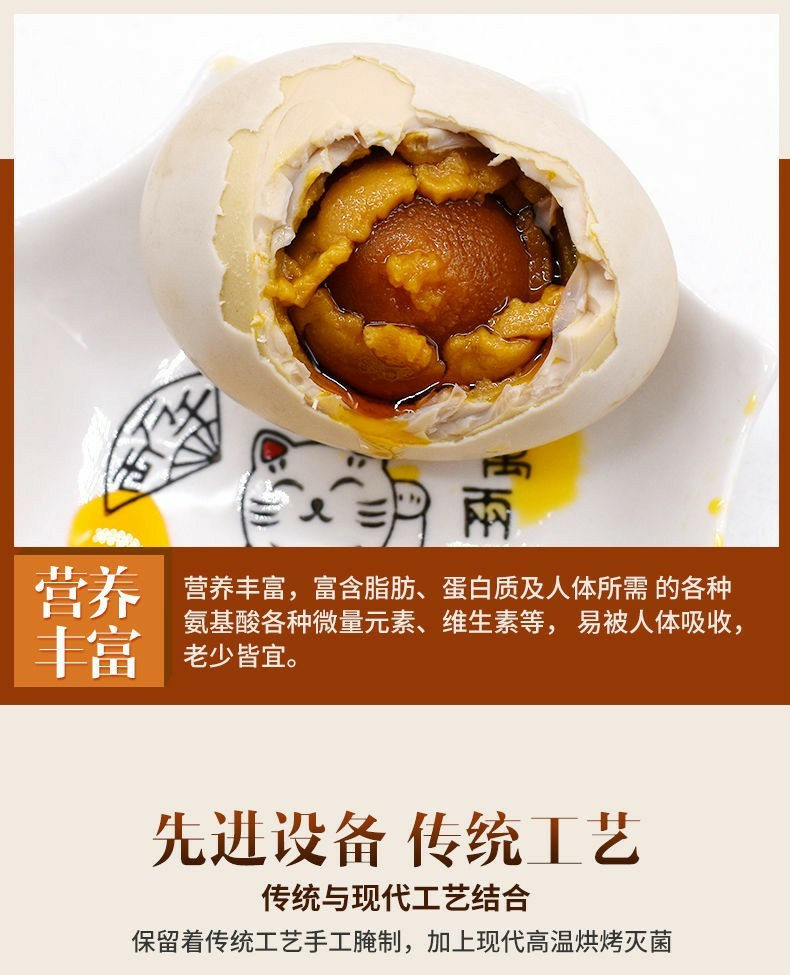 营养
丰富
营养丰富，富含脂肪、蛋白质及人体所需 的各种
氨基酸各种微量元素、维生素等， 易被人体吸收，
老少皆宜。
先进设备 传统工艺
传统与现代工艺结合
保留着传统工艺手工腌制，加上现代高温烘烤灭菌